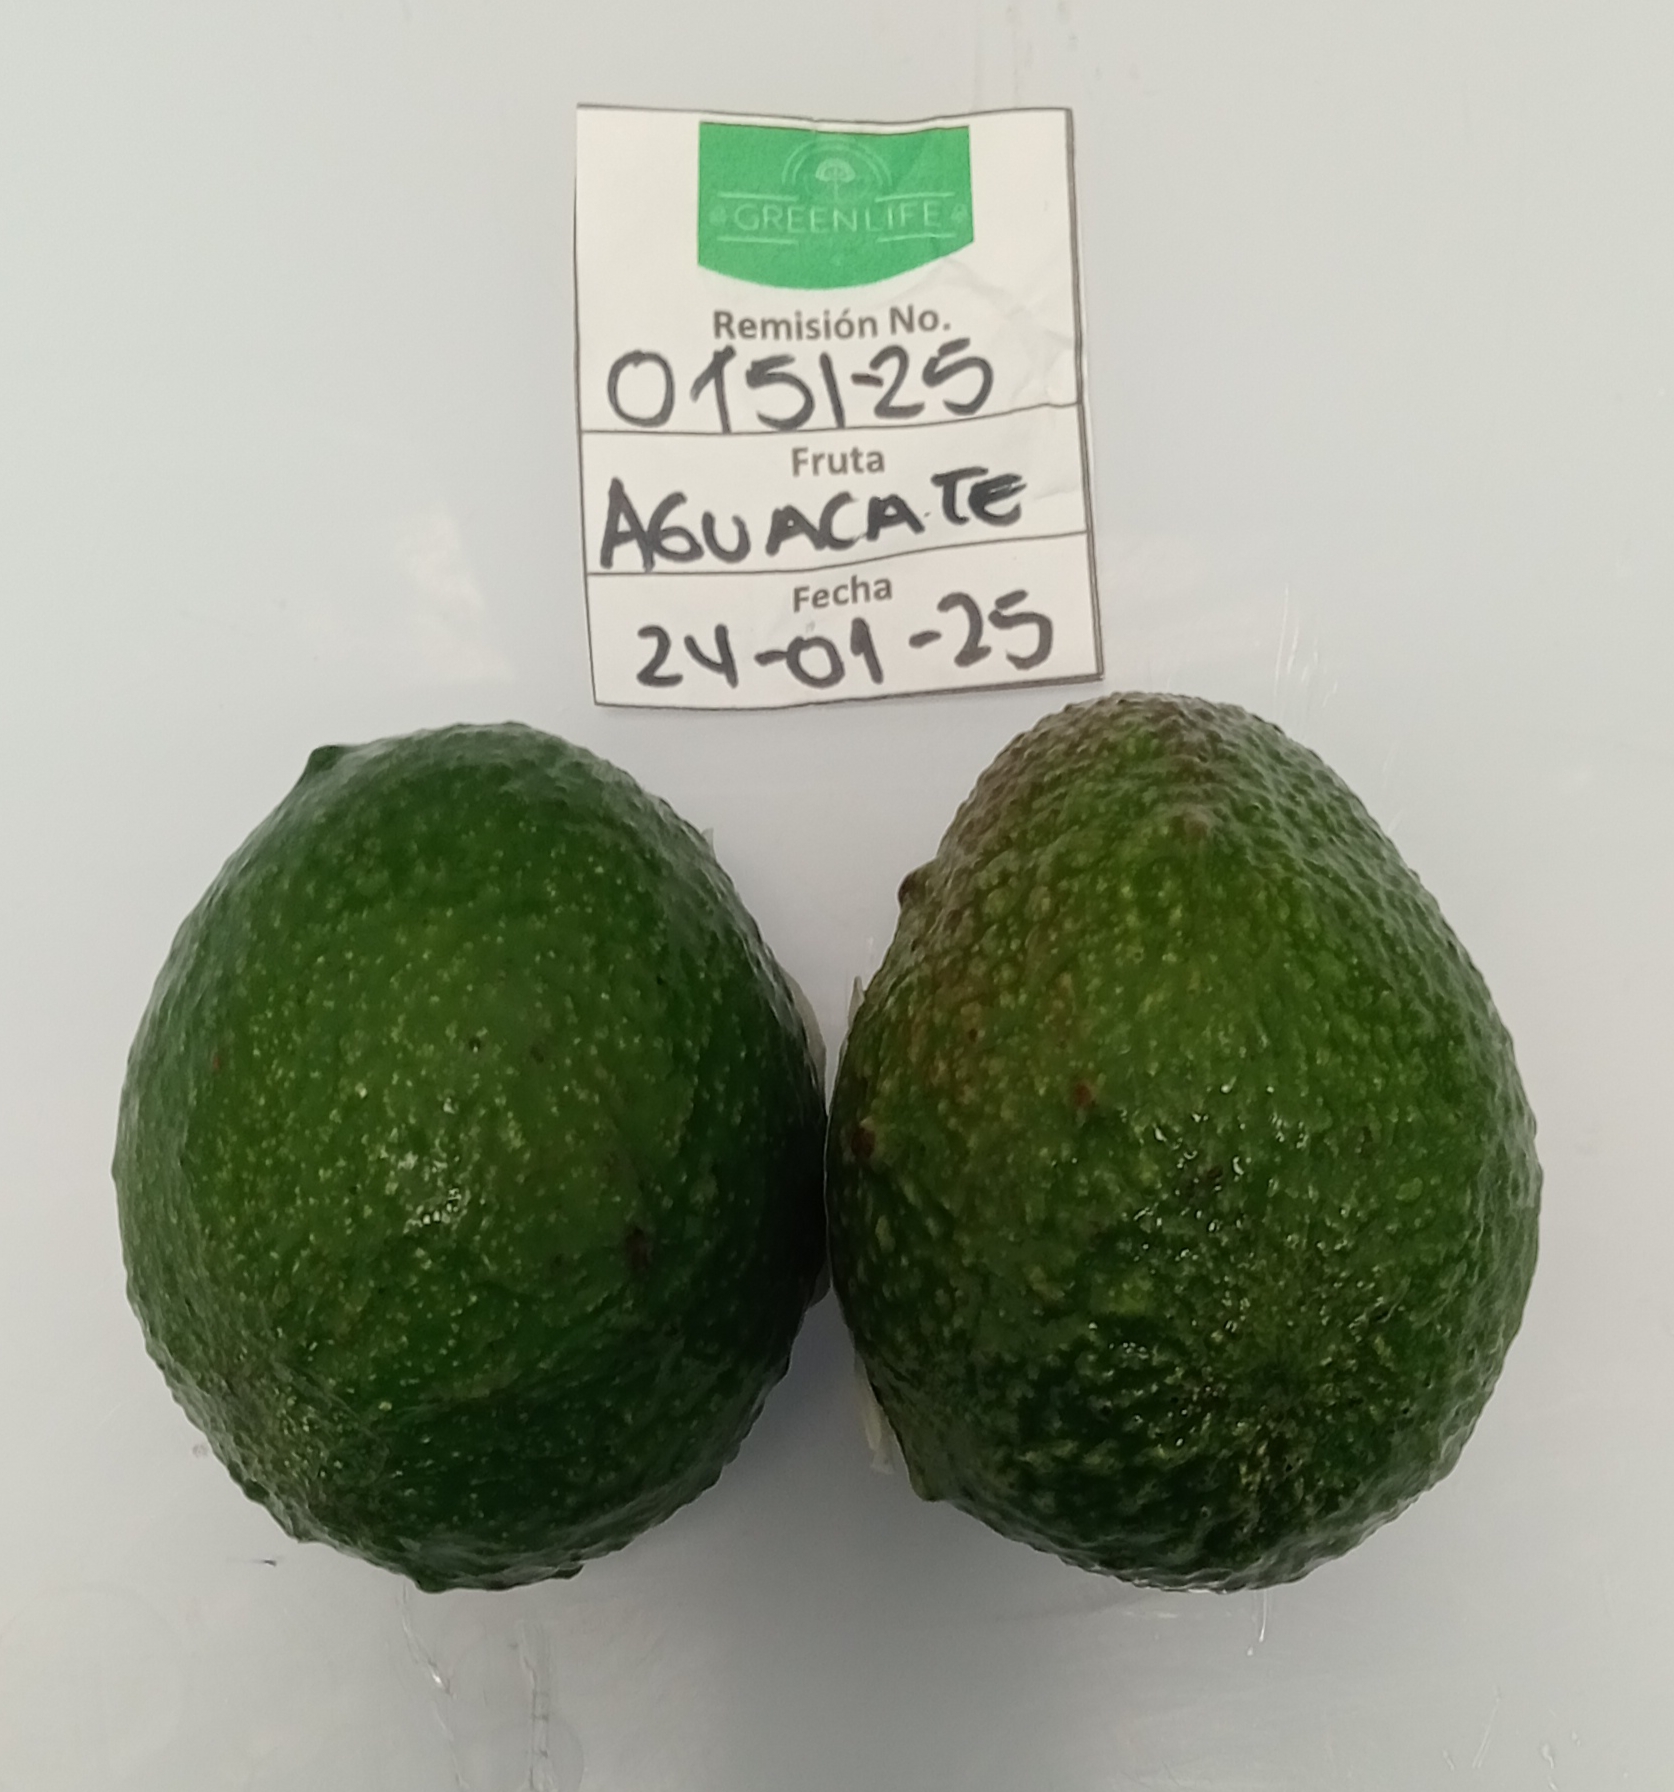 GREENLIFE
Remisión No.
0151-25
Fruta
AGUACATE
Fecha
24-01-25